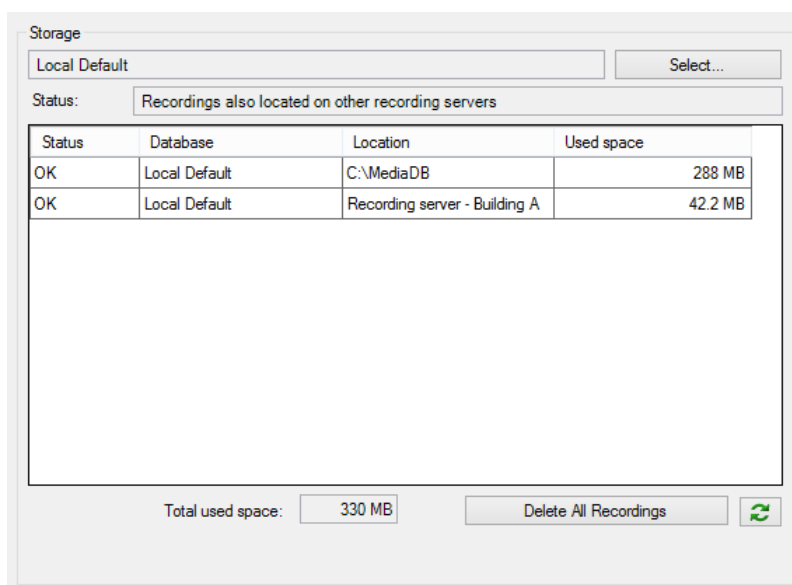 Storage
Local Default Select...
Status: Recordings also located on other recording servers
Status Database Location Used space
OK Local Default C:\MediaDB 288 MB
OK Local Default Recording server - Building A 42.2 MB
Total used space: 330 MB Delete All Recordings